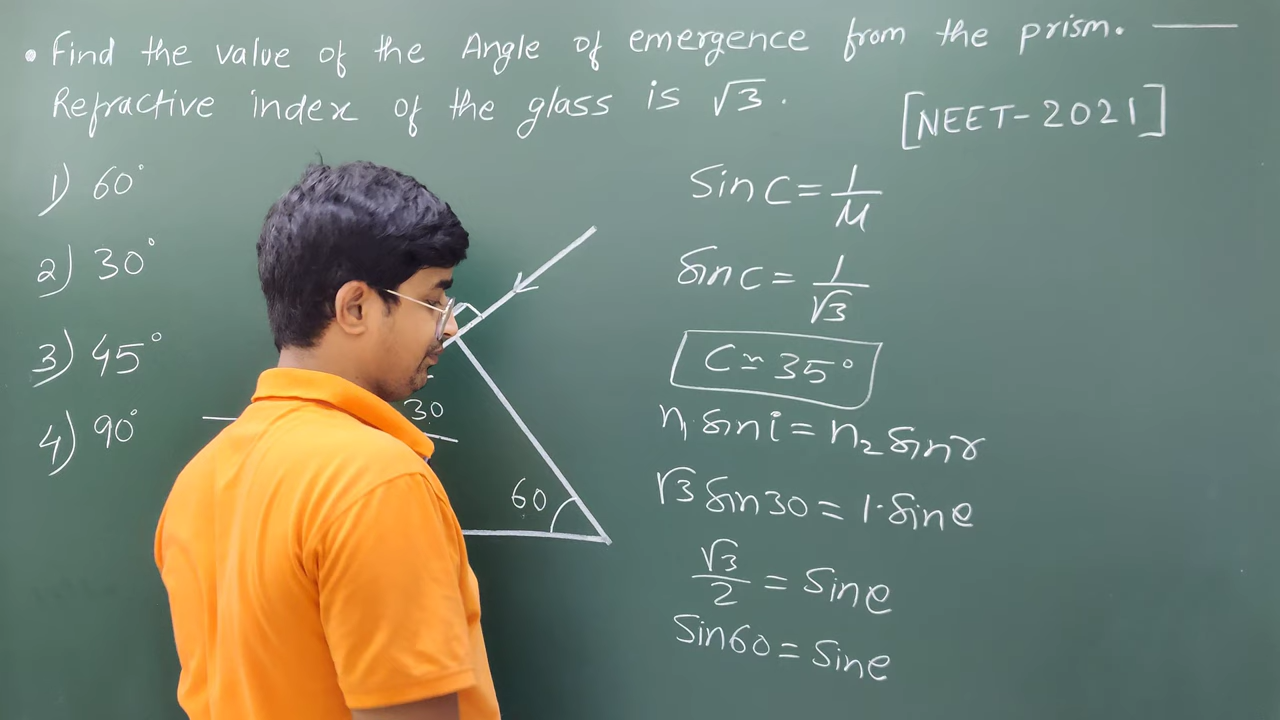 • Find the value of the Angle of emergence from the prism.
Refractive index of the glass is √3.
[NEET-2021]
1) 60°
2) 30°
3) 45°
4) 90°
30
60
Sin C = 1/μ
Sin C = 1/√3
C ≈ 35°
n₁ Sin i = n₂ Sin r
√3 Sin 30 = 1·Sin e
√3/2 = Sin e
Sin 60 = Sin e